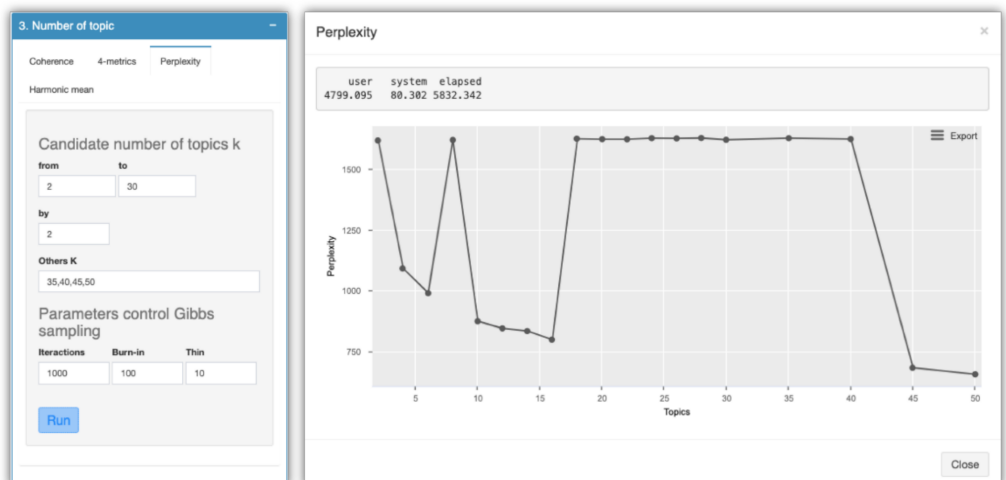 3. Number of topic
Coherence 4-metrics Perplexity
Harmonic mean
Candidate number of topics k
from to
2 30
by
2
Others K
35,40,45,50
Parameters control Gibbs
sampling
Iteractions Burn-in Thin
1000 100 10
Run
Perplexity
user system elapsed
4799.095 80.302 5832.342
Export
1500
1250
1000
750
Perplexity
5 10 15 20 25 30 35 40 45 50
Topics
Close